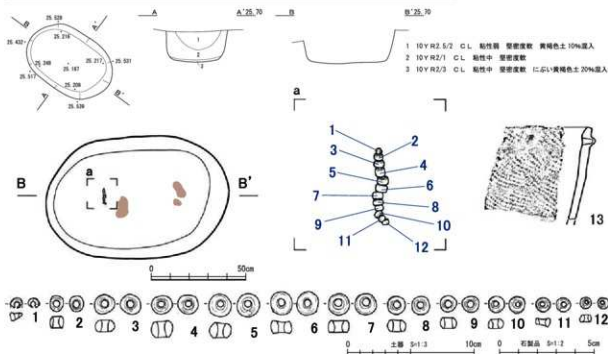 A A' 25.70
B B' 25.70
25.528
25.218
25.432
25.348
25.217
25.531
25.187
25.517
25.208
25.528
B
A
A'
B'
1
2
3
1 10YR2.5/2 CL 粘性弱 堅密度軟 黄褐色土10%混入
2 10YR2/1 CL 粘性中 堅密度軟
3 10YR2/3 CL 粘性中 堅密度軟 にぶい黄褐色土20%混入
a
1
2
3
4
5
6
7
8
9
10
11
12
B a B'
0 50cm
13
1 2 3 4 5 6 7 8 9 10 11 12
0 土器 S=1:3 10cm
0 石製品 S=1:2 5cm